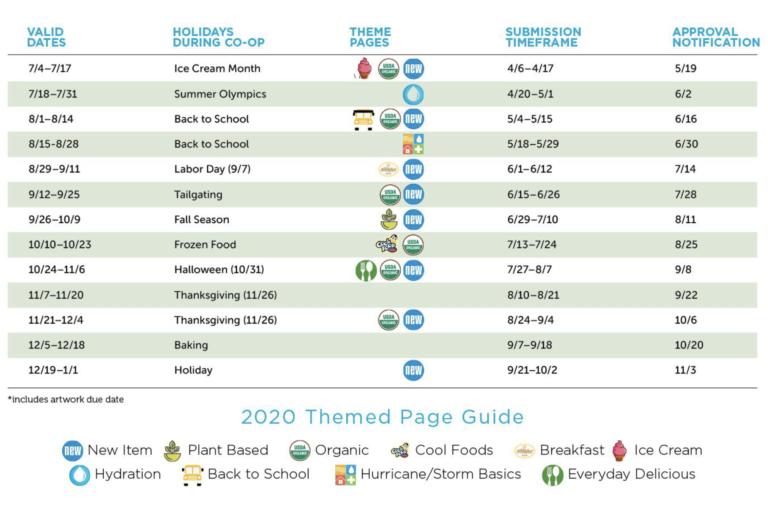 VALID DATES HOLIDAYS DURING CO-OP THEME PAGES SUBMISSION TIMEFRAME APPROVAL NOTIFICATION
7/4–7/17 Ice Cream Month USDA ORGANIC new 4/6–4/17 5/19
7/18–7/31 Summer Olympics 4/20–5/1 6/2
8/1–8/14 Back to School USDA ORGANIC new 5/4–5/15 6/16
8/15-8/28 Back to School 5/18–5/29 6/30
8/29–9/11 Labor Day (9/7) new 6/1–6/12 7/14
9/12–9/25 Tailgating USDA ORGANIC new 6/15–6/26 7/28
9/26–10/9 Fall Season new 6/29–7/10 8/11
10/10–10/23 Frozen Food USDA ORGANIC 7/13–7/24 8/25
10/24–11/6 Halloween (10/31) USDA ORGANIC new 7/27–8/7 9/8
11/7–11/20 Thanksgiving (11/26) 8/10–8/21 9/22
11/21–12/4 Thanksgiving (11/26) USDA ORGANIC new 8/24–9/4 10/6
12/5–12/18 Baking 9/7–9/18 10/20
12/19–1/1 Holiday new 9/21–10/2 11/3
*Includes artwork due date
2020 Themed Page Guide
new New Item Plant Based USDA ORGANIC Organic Cool Foods Breakfast Ice Cream
Hydration Back to School Hurricane/Storm Basics Everyday Delicious